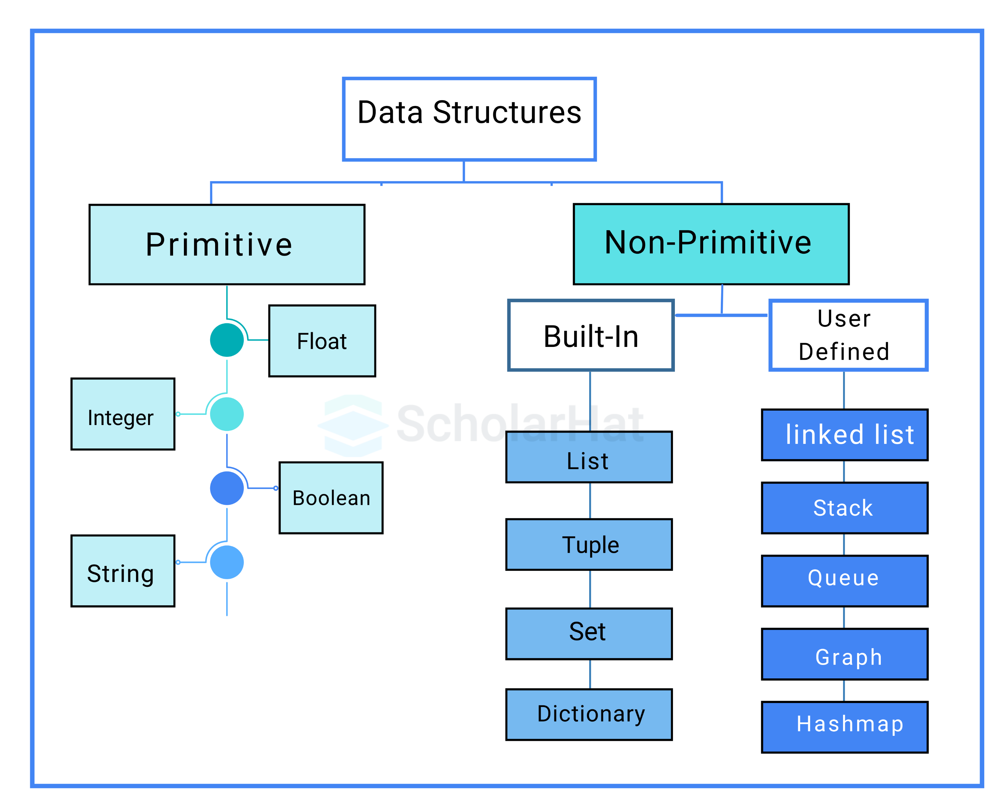 Data Structures
Primitive
Non-Primitive
Float
Integer
Boolean
String
Built-In
User
Defined
ScholarHat
List
Tuple
Set
Dictionary
linked list
Stack
Queue
Graph
Hashmap